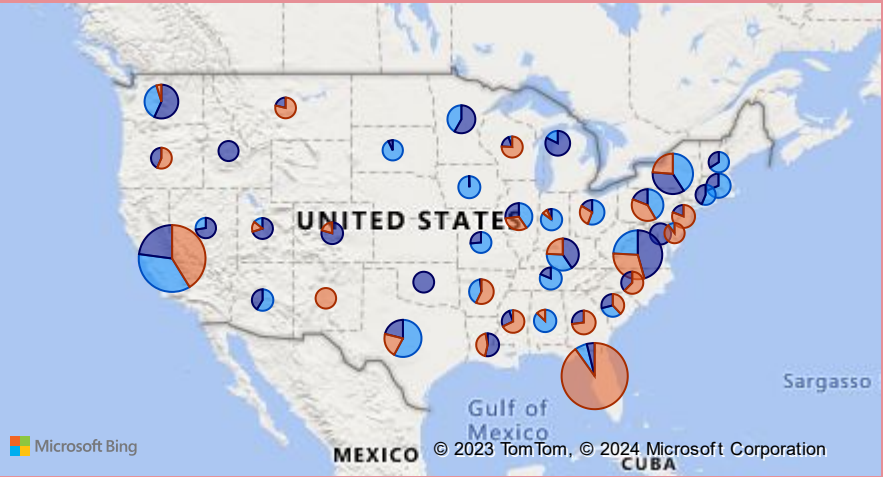 UNITED STATES
Sargasso
Gulf of
Mexico
Microsoft Bing
© 2023 TomTom, © 2024 Microsoft Corporation
MEXICO
CUBA